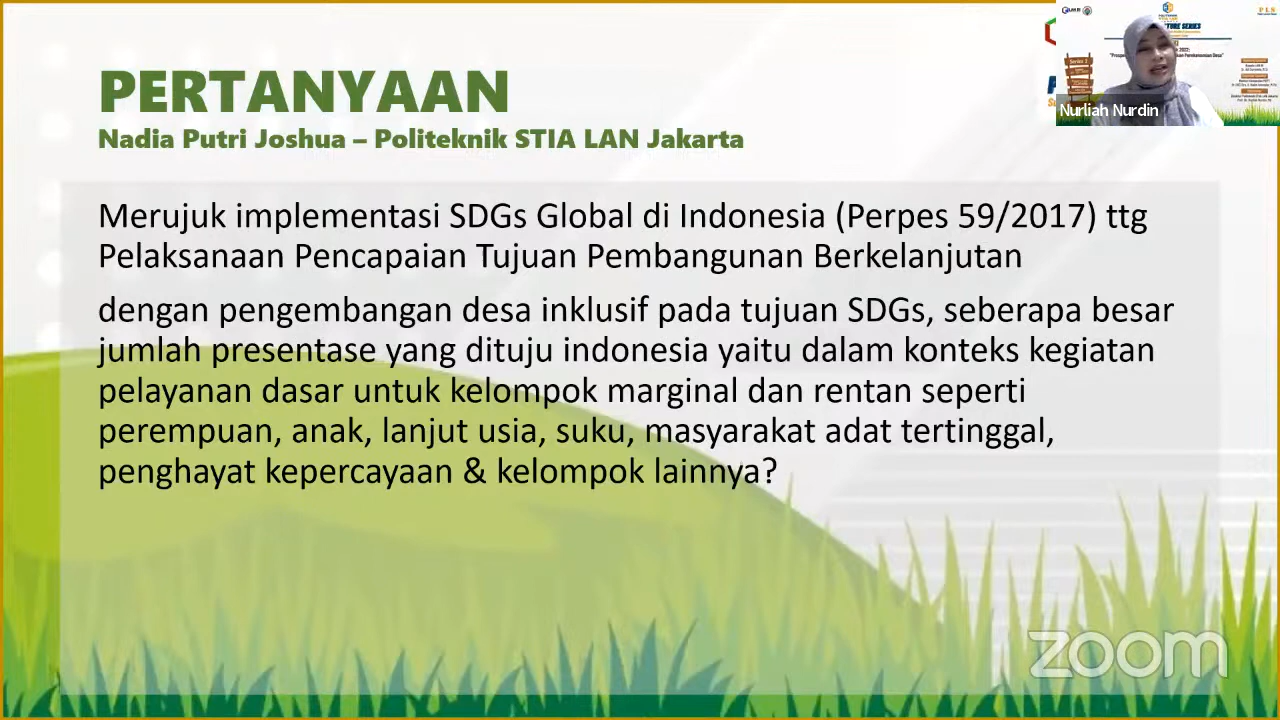 PERTANYAAN
Nadia Putri Joshua – Politeknik STIA LAN Jakarta
Merujuk implementasi SDGs Global di Indonesia (Perpes 59/2017) ttg
Pelaksanaan Pencapaian Tujuan Pembangunan Berkelanjutan
dengan pengembangan desa inklusif pada tujuan SDGs, seberapa besar
jumlah presentase yang dituju indonesia yaitu dalam konteks kegiatan
pelayanan dasar untuk kelompok marginal dan rentan seperti
perempuan, anak, lanjut usia, suku, masyarakat adat tertinggal,
penghayat kepercayaan & kelompok lainnya?
Nurliah Nurdin
zoom